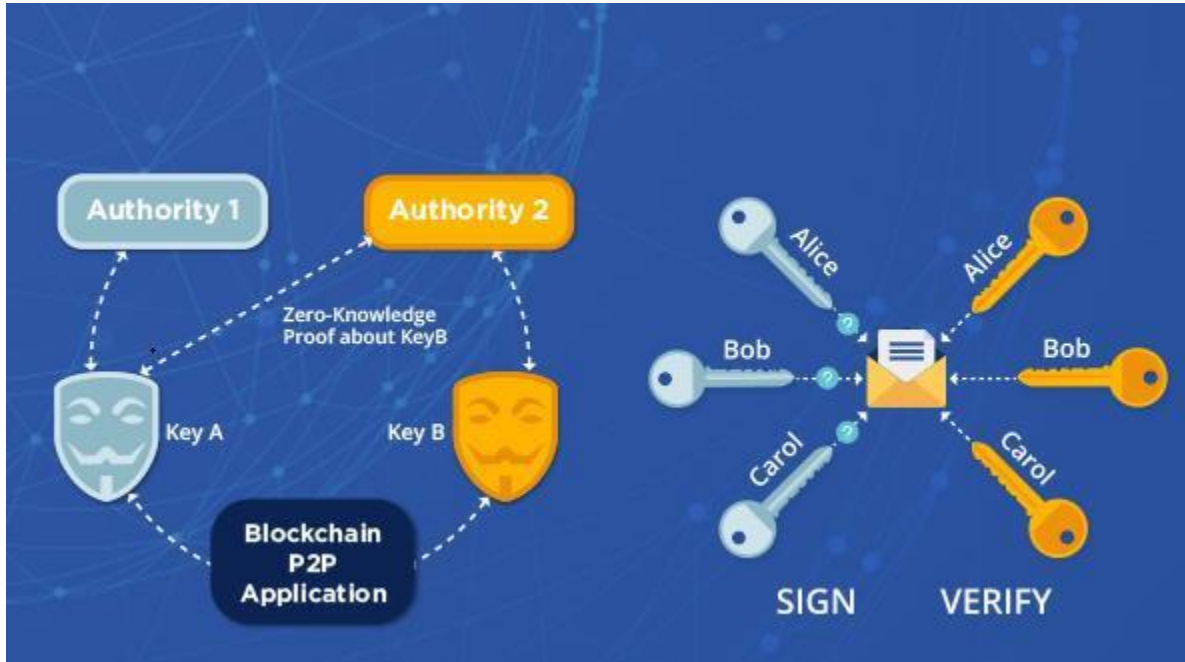 Authority 1
Authority 2
Zero-Knowledge
Proof about KeyB
Key A
Key B
Blockchain
P2P
Application
Alice
Alice
?
Bob
Bob
?
?
Carol
Carol
SIGN
VERIFY